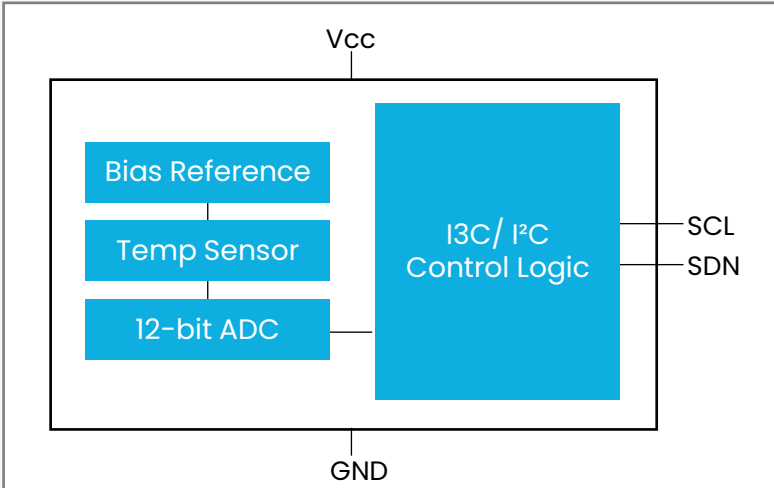 Vcc
Bias Reference
Temp Sensor
12-bit ADC
I3C/ I²C
Control Logic
SCL
SDN
GND